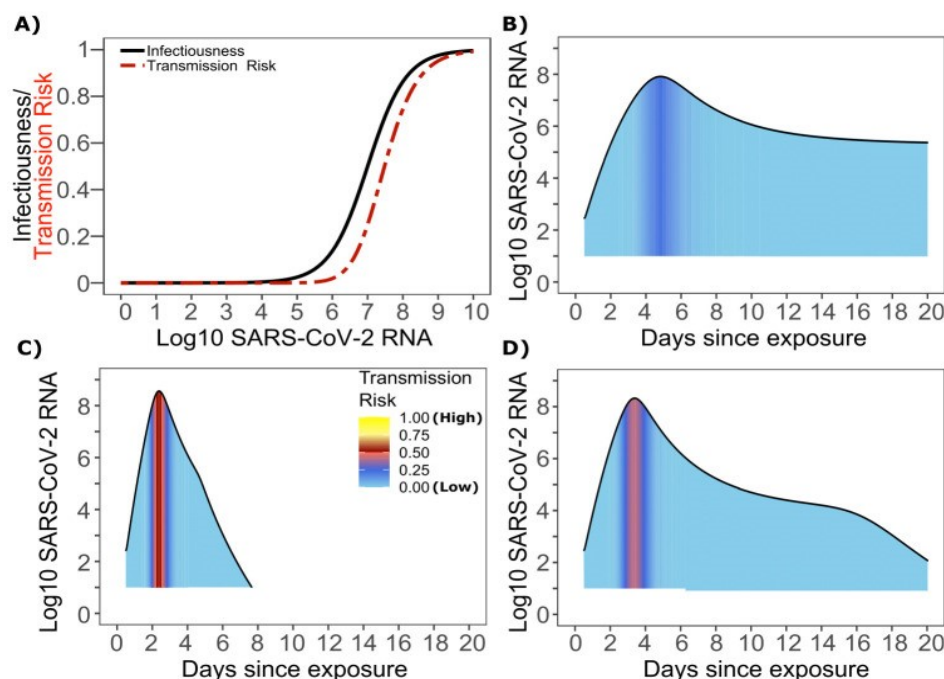 A)
Infectiousness/
Transmission Risk
1
0.8
0.6
0.4
0.2
0
Infectiousness
Transmission Risk
0 1 2 3 4 5 6 7 8 9 10
Log10 SARS-CoV-2 RNA
B)
Log10 SARS-CoV-2 RNA
8
6
4
2
0
0 2 4 6 8 10 12 14 16 18 20
Days since exposure
C)
Log10 SARS-CoV-2 RNA
8
6
4
2
0
Transmission
Risk
1.00 (High)
0.75
0.50
0.25
0.00 (Low)
0 2 4 6 8 10 12 14 16 18 20
Days since exposure
D)
Log10 SARS-CoV-2 RNA
8
6
4
2
0
0 2 4 6 8 10 12 14 16 18 20
Days since exposure